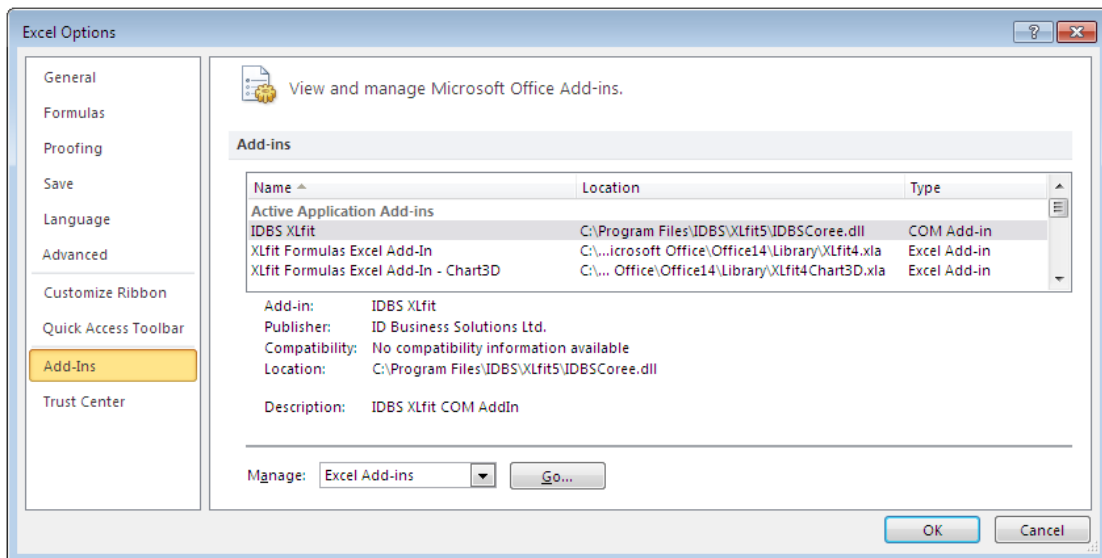 Excel Options
General
Formulas
Proofing
Save
Language
Advanced
Customize Ribbon
Quick Access Toolbar
Add-Ins
Trust Center
View and manage Microsoft Office Add-ins.
Add-ins
Name Location Type
Active Application Add-ins
IDBS XLfit C:\Program Files\IDBS\XLfit5\IDBSCoree.dll COM Add-in
XLfit Formulas Excel Add-In C:\...icrosoft Office\Office14\Library\XLfit4.xla Excel Add-in
XLfit Formulas Excel Add-In - Chart3D C:\... Office\Office14\Library\XLfit4Chart3D.xla Excel Add-in
Add-in: IDBS XLfit
Publisher: ID Business Solutions Ltd.
Compatibility: No compatibility information available
Location: C:\Program Files\IDBS\XLfit5\IDBSCoree.dll
Description: IDBS XLfit COM AddIn
Manage: Excel Add-ins Go...
OK Cancel